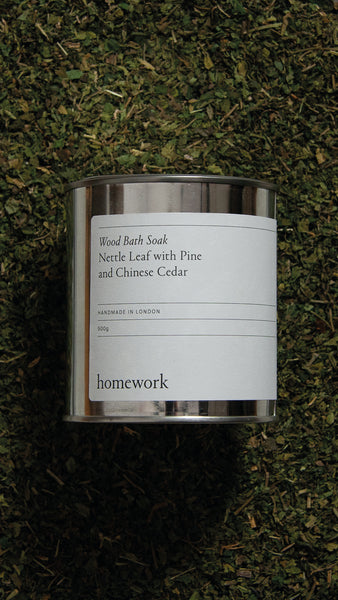 Wood Bath Soak
Nettle Leaf with Pine
and Chinese Cedar
HANDMADE IN LONDON
500g
homework